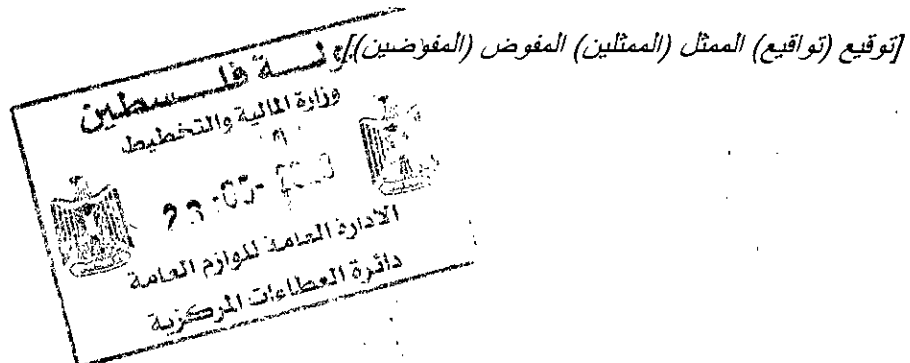 [توقيع (تواقيع) الممثل (الممثلين) المفوض (المفوضين)]
دولة فلسطين
وزارة المالية والتخطيط
الادارة العامة للوازم العامة
دائرة العطاءات المركزية